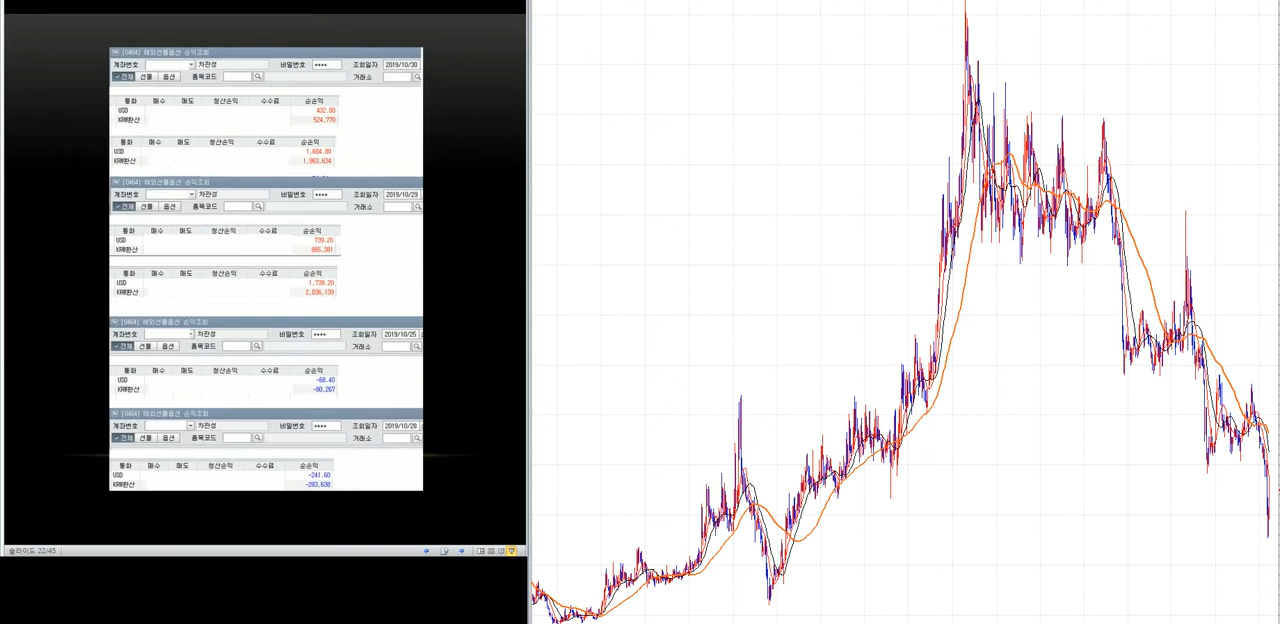 [0464] 해외선물옵션 손익조회
계좌번호 차판성 비밀번호 **** 조회일자 2019/10/30
전체 선물 옵션 품목코드 거래소
통화 매수 매도 청산손익 수수료 순손익
USD 432.80
KRW환산 524,770
통화 매수 매도 청산손익 수수료 순손익
USD 1,684.80
KRW환산 1,963,634
[0464] 해외선물옵션 손익조회
계좌번호 차판성 비밀번호 **** 조회일자 2019/10/29
전체 선물 옵션 품목코드 거래소
통화 매수 매도 청산손익 수수료 순손익
USD 739.20
KRW환산 865,381
통화 매수 매도 청산손익 수수료 순손익
USD 1,739.20
KRW환산 2,036,139
[0464] 해외선물옵션 손익조회
계좌번호 차판성 비밀번호 **** 조회일자 2019/10/25
전체 선물 옵션 품목코드 거래소
통화 매수 매도 청산손익 수수료 순손익
USD -68.40
KRW환산 -80,267
[0464] 해외선물옵션 손익조회
계좌번호 차판성 비밀번호 **** 조회일자 2019/10/28
전체 선물 옵션 품목코드 거래소
통화 매수 매도 청산손익 수수료 순손익
USD -241.60
KRW환산 -283,638
슬라이드 22/45